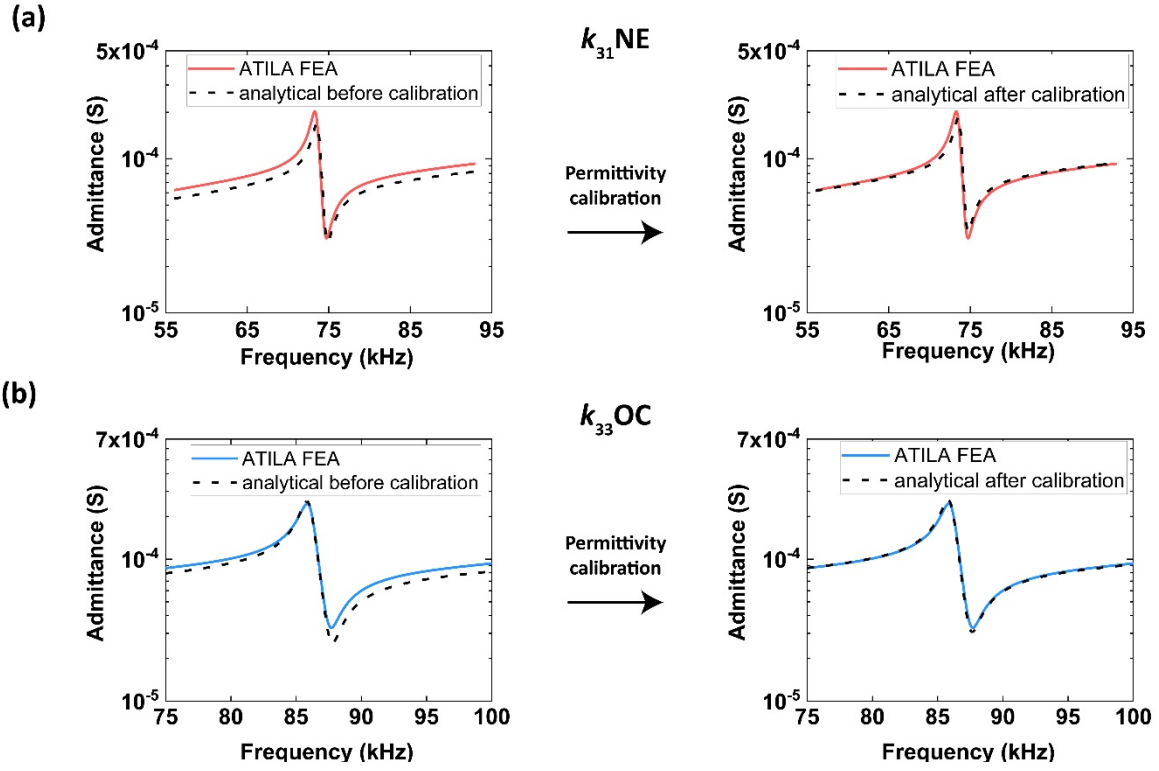 (a)
k31NE
5x10-4
ATILA FEA
analytical before calibration
Admittance (S)
10-4
10-5
55 65 75 85 95
Frequency (kHz)
Permittivity
calibration
5x10-4
ATILA FEA
analytical after calibration
Admittance (S)
10-4
10-5
55 65 75 85 95
Frequency (kHz)
(b)
k33OC
7x10-4
ATILA FEA
analytical before calibration
Admittance (S)
10-4
10-5
75 80 85 90 95 100
Frequency (kHz)
Permittivity
calibration
7x10-4
ATILA FEA
analytical after calibration
Admittance (S)
10-4
10-5
75 80 85 90 95 100
Frequency (kHz)